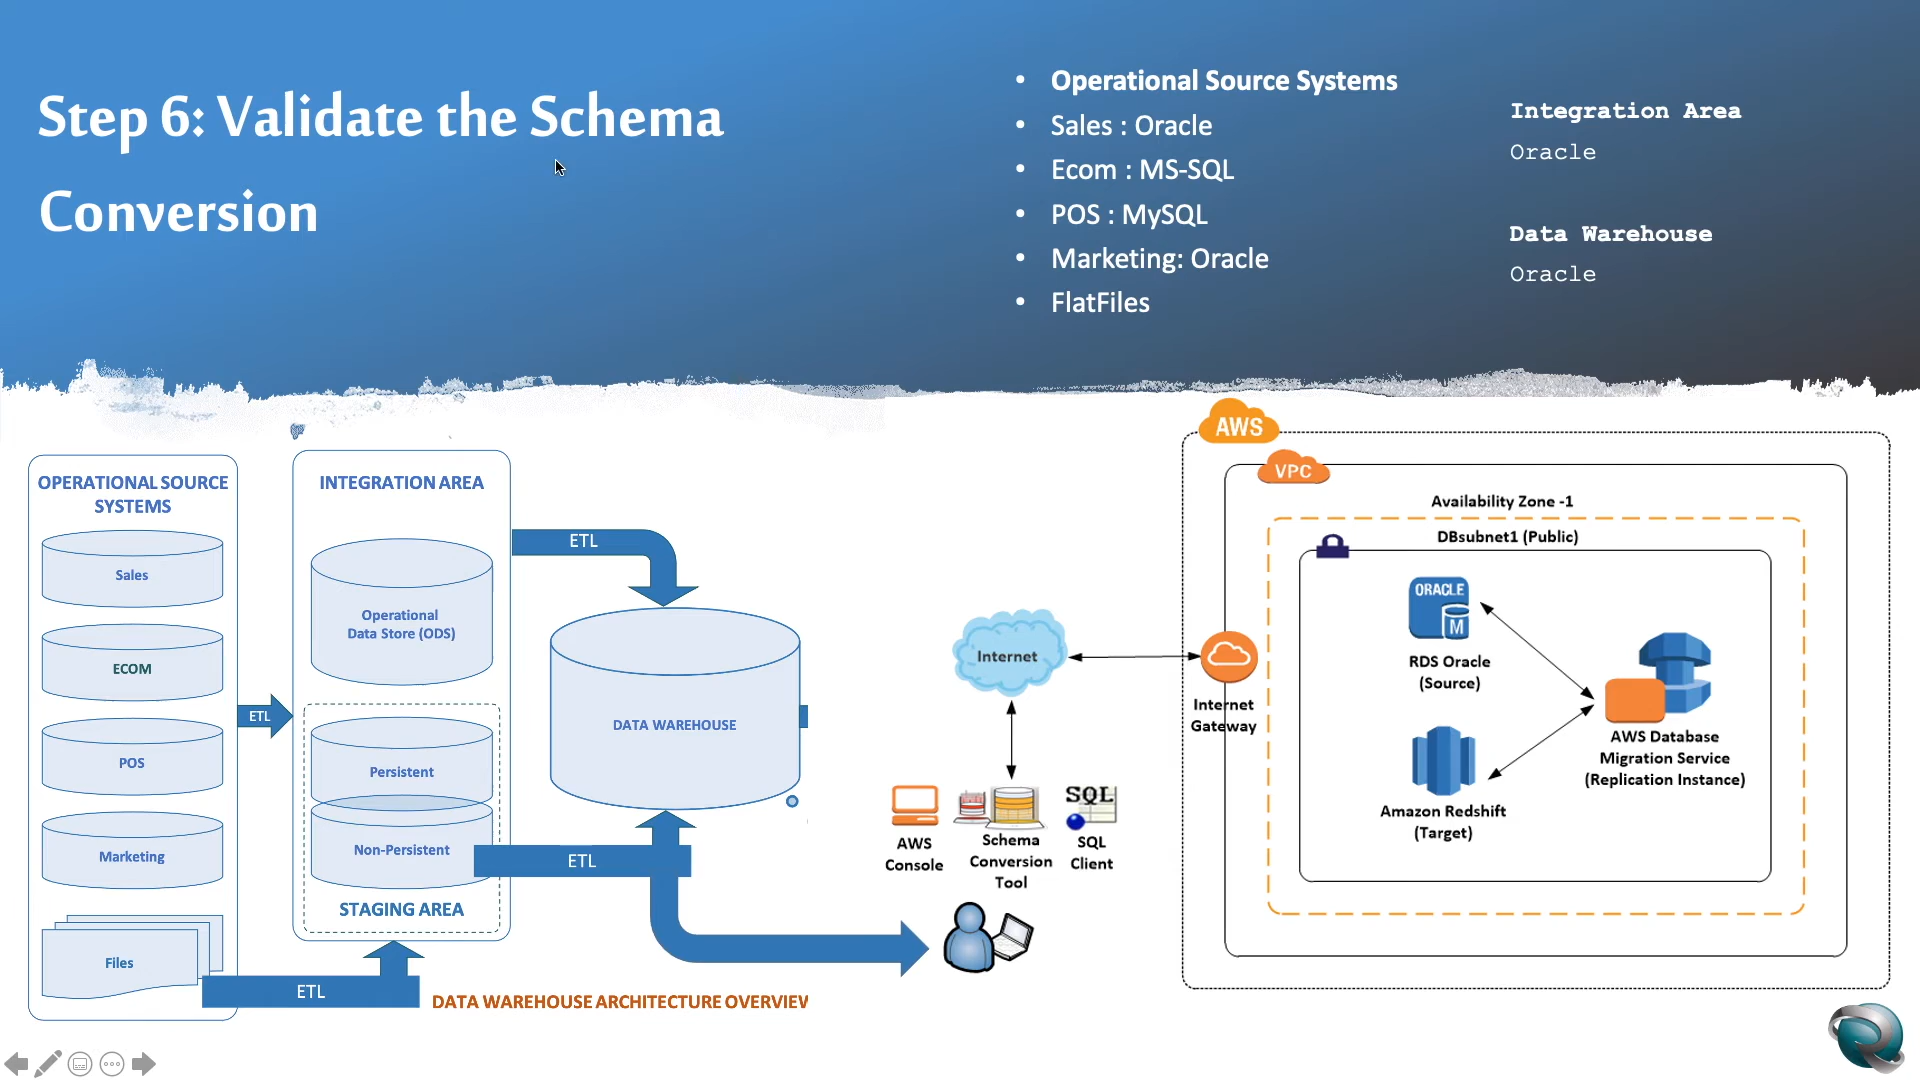 Step 6: Validate the Schema
Conversion
• Operational Source Systems
• Sales : Oracle
• Ecom : MS-SQL
• POS : MySQL
• Marketing: Oracle
• FlatFiles
Integration Area
Oracle
Data Warehouse
Oracle
OPERATIONAL SOURCE
SYSTEMS
Sales
ECOM
POS
Marketing
Files
ETL
ETL
INTEGRATION AREA
Operational
Data Store (ODS)
Persistent
Non-Persistent
STAGING AREA
ETL
DATA WAREHOUSE
ETL
DATA WAREHOUSE ARCHITECTURE OVERVIEW
Internet
AWS
Console
Schema
Conversion
Tool
SQL
SQL
Client
Internet
Gateway
AWS
VPC
Availability Zone -1
DBsubnet1 (Public)
ORACLE
M
RDS Oracle
(Source)
Amazon Redshift
(Target)
AWS Database
Migration Service
(Replication Instance)